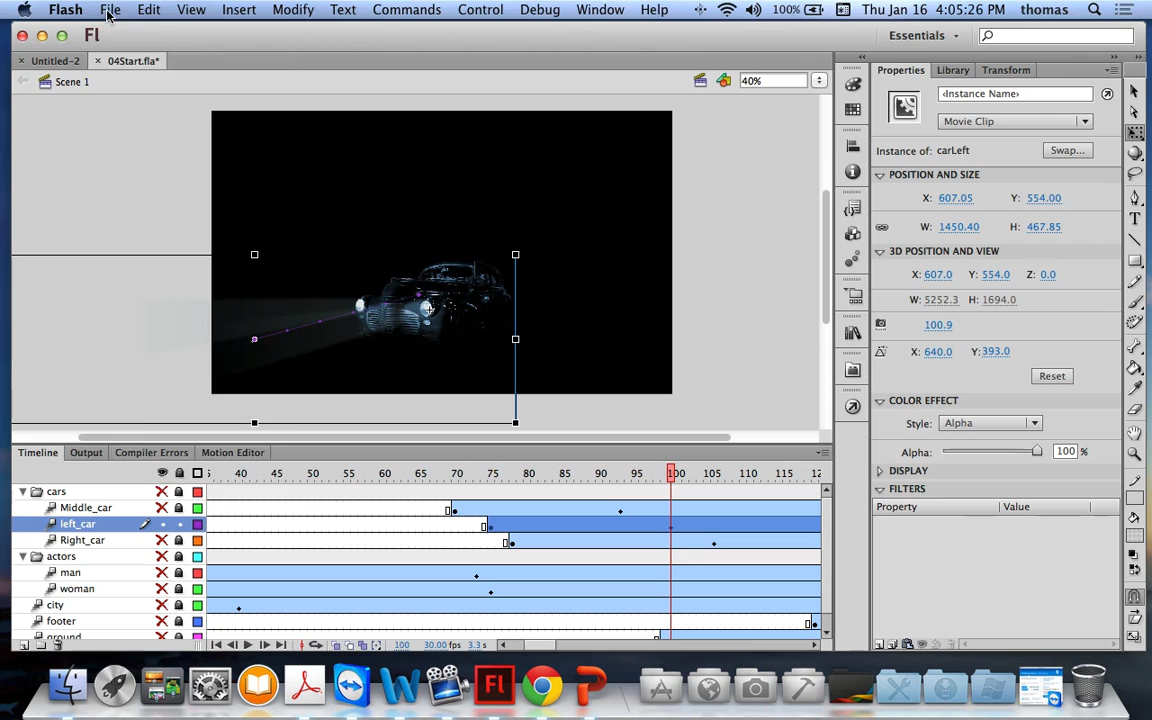 Flash File Edit View Insert Modify Text Commands Control Debug Window Help 100% Thu Jan 16 4:05:26 PM thomas
Fl Essentials
Untitled-2 04Start.fla*
Scene 1 40%
Properties Library Transform
<Instance Name>
Movie Clip
Instance of: carLeft Swap...
POSITION AND SIZE
X: 607.05 Y: 554.00
W: 1450.40 H: 467.85
3D POSITION AND VIEW
X: 607.0 Y: 554.0 Z: 0.0
W: 5252.3 H: 1694.0
100.9
X: 640.0 Y: 393.0
Reset
COLOR EFFECT
Style: Alpha
Alpha: 100 %
DISPLAY
FILTERS
Property Value
Timeline Output Compiler Errors Motion Editor
40 45 50 55 60 65 70 75 80 85 90 95 100 105 110 115 12
cars
Middle_car
left_car
Right_car
actors
man
woman
city
footer
ground
100 30.00 fps 3.3 s
W Fl